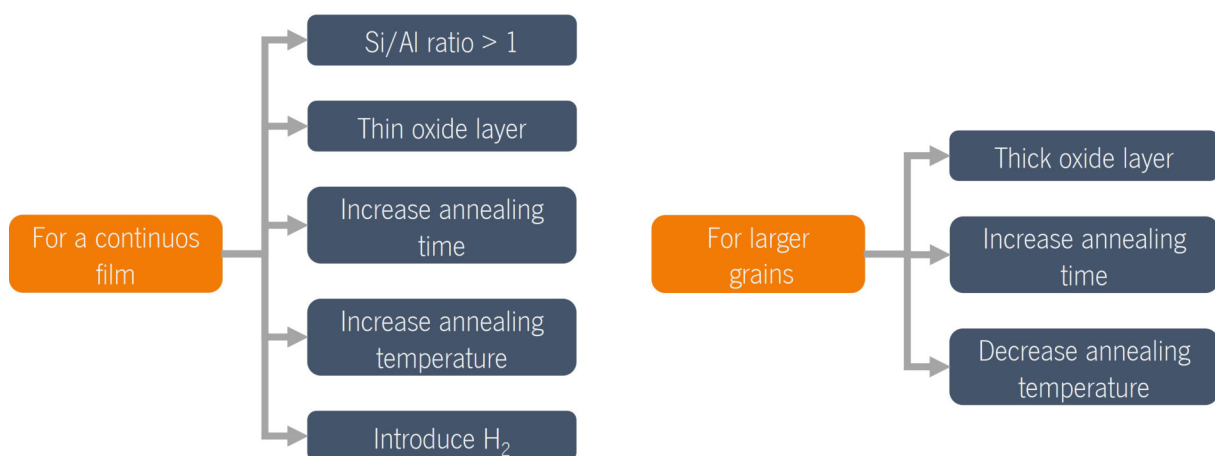 For a continuos
film
Si/Al ratio > 1
Thin oxide layer
Increase annealing
time
Increase annealing
temperature
Introduce H₂
For larger
grains
Thick oxide layer
Increase annealing
time
Decrease annealing
temperature